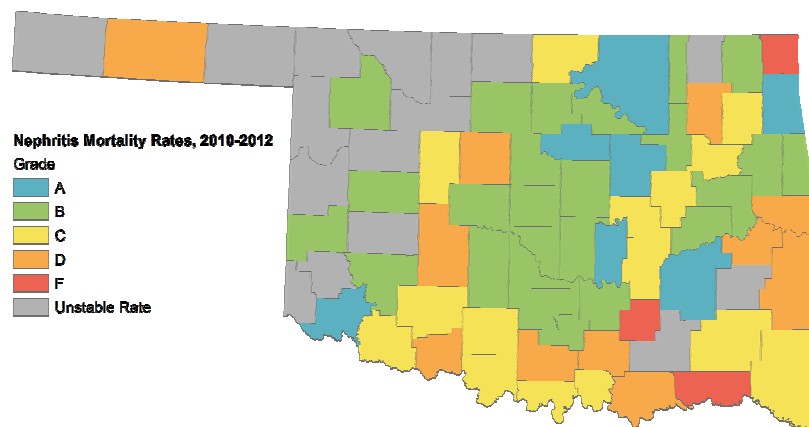 Nephritis Mortality Rates, 2010-2012
Grade
A
B
C
D
F
Unstable Rate